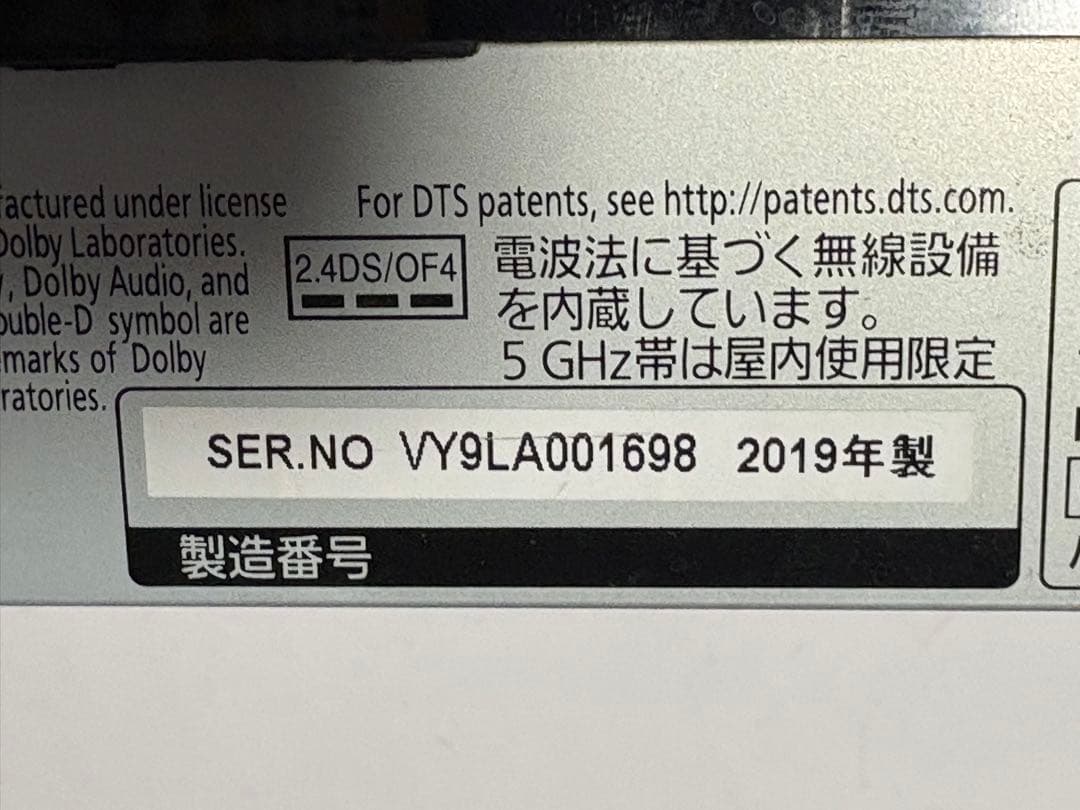 factured under license
Dolby Laboratories.
, Dolby Audio, and
ouble-D symbol are
marks of Dolby
ratories.
For DTS patents, see http://patents.dts.com.
2.4DS/OF4
電波法に基づく無線設備
を内蔵しています。
5 GHz帯は屋内使用限定
SER.NO VY9LA001698 2019年製
製造番号